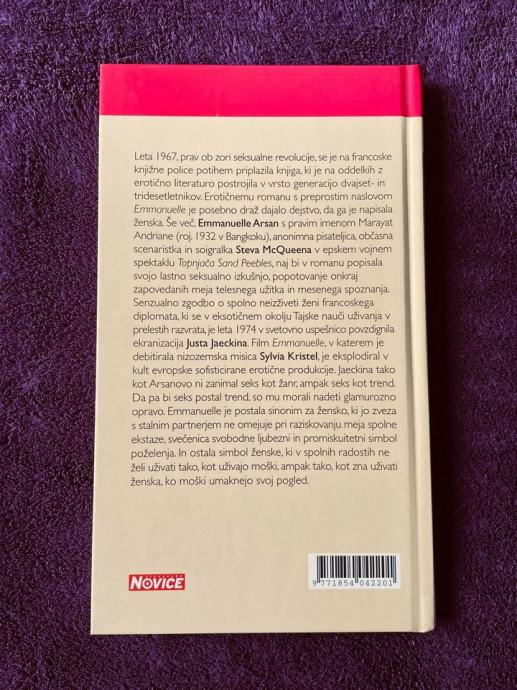 Leta 1967, prav ob zori seksualne revolucije, se je na francoske
knjižne police potihem priplazila knjiga, ki je na oddelkih z
erotično literaturo postrojila v vrsto generacijo dvajset- in
tridesetletnikov. Erotičnemu romanu s preprostim naslovom
Emmanuelle je posebno draž dajalo dejstvo, da ga je napisala
ženska. Še več, Emmanuelle Arsan s pravim imenom Marayat
Andriane (roj. 1932 v Bangkoku), anonimna pisateljica, občasna
scenaristka in soigralka Steva McQueena v epskem vojnem
spektaklu Topnjača Sand Peebles, naj bi v romanu popisala
svojo lastno seksualno izkušnjo, popotovanje onkraj
zapovedanih meja telesnega užitka in mesenega spoznanja.
Senzualno zgodbo o spolno neizživeti ženi francoskega
diplomata, ki se v eksotičnem okolju Tajske nauči uživanja v
prelestih razvrata, je leta 1974 v svetovno uspešnico povzdignila
ekranizacija Justa Jaeckina. Film Emmanuelle, v katerem je
debitirala nizozemska misica Sylvia Kristel, je eksplodiral v
kult evropske sofisticirane erotične produkcije. Jaeckina tako
kot Arsanovo ni zanimal seks kot žanr, ampak seks kot trend.
Da pa bi seks postal trend, so mu morali nadeti glamurozno
opravo. Emmanuelle je postala sinonim za žensko, ki jo zveza
s stalnim partnerjem ne omejuje pri raziskovanju meja spolne
ekstaze, svečenica svobodne ljubezni in promiskuitetni simbol
poželenja. In ostala simbol ženske, ki v spolnih radostih ne
želi uživati tako, kot uživajo moški, ampak tako, kot zna uživati
ženska, ko moški umaknejo svoj pogled.
NOVICE
9 771854 042201